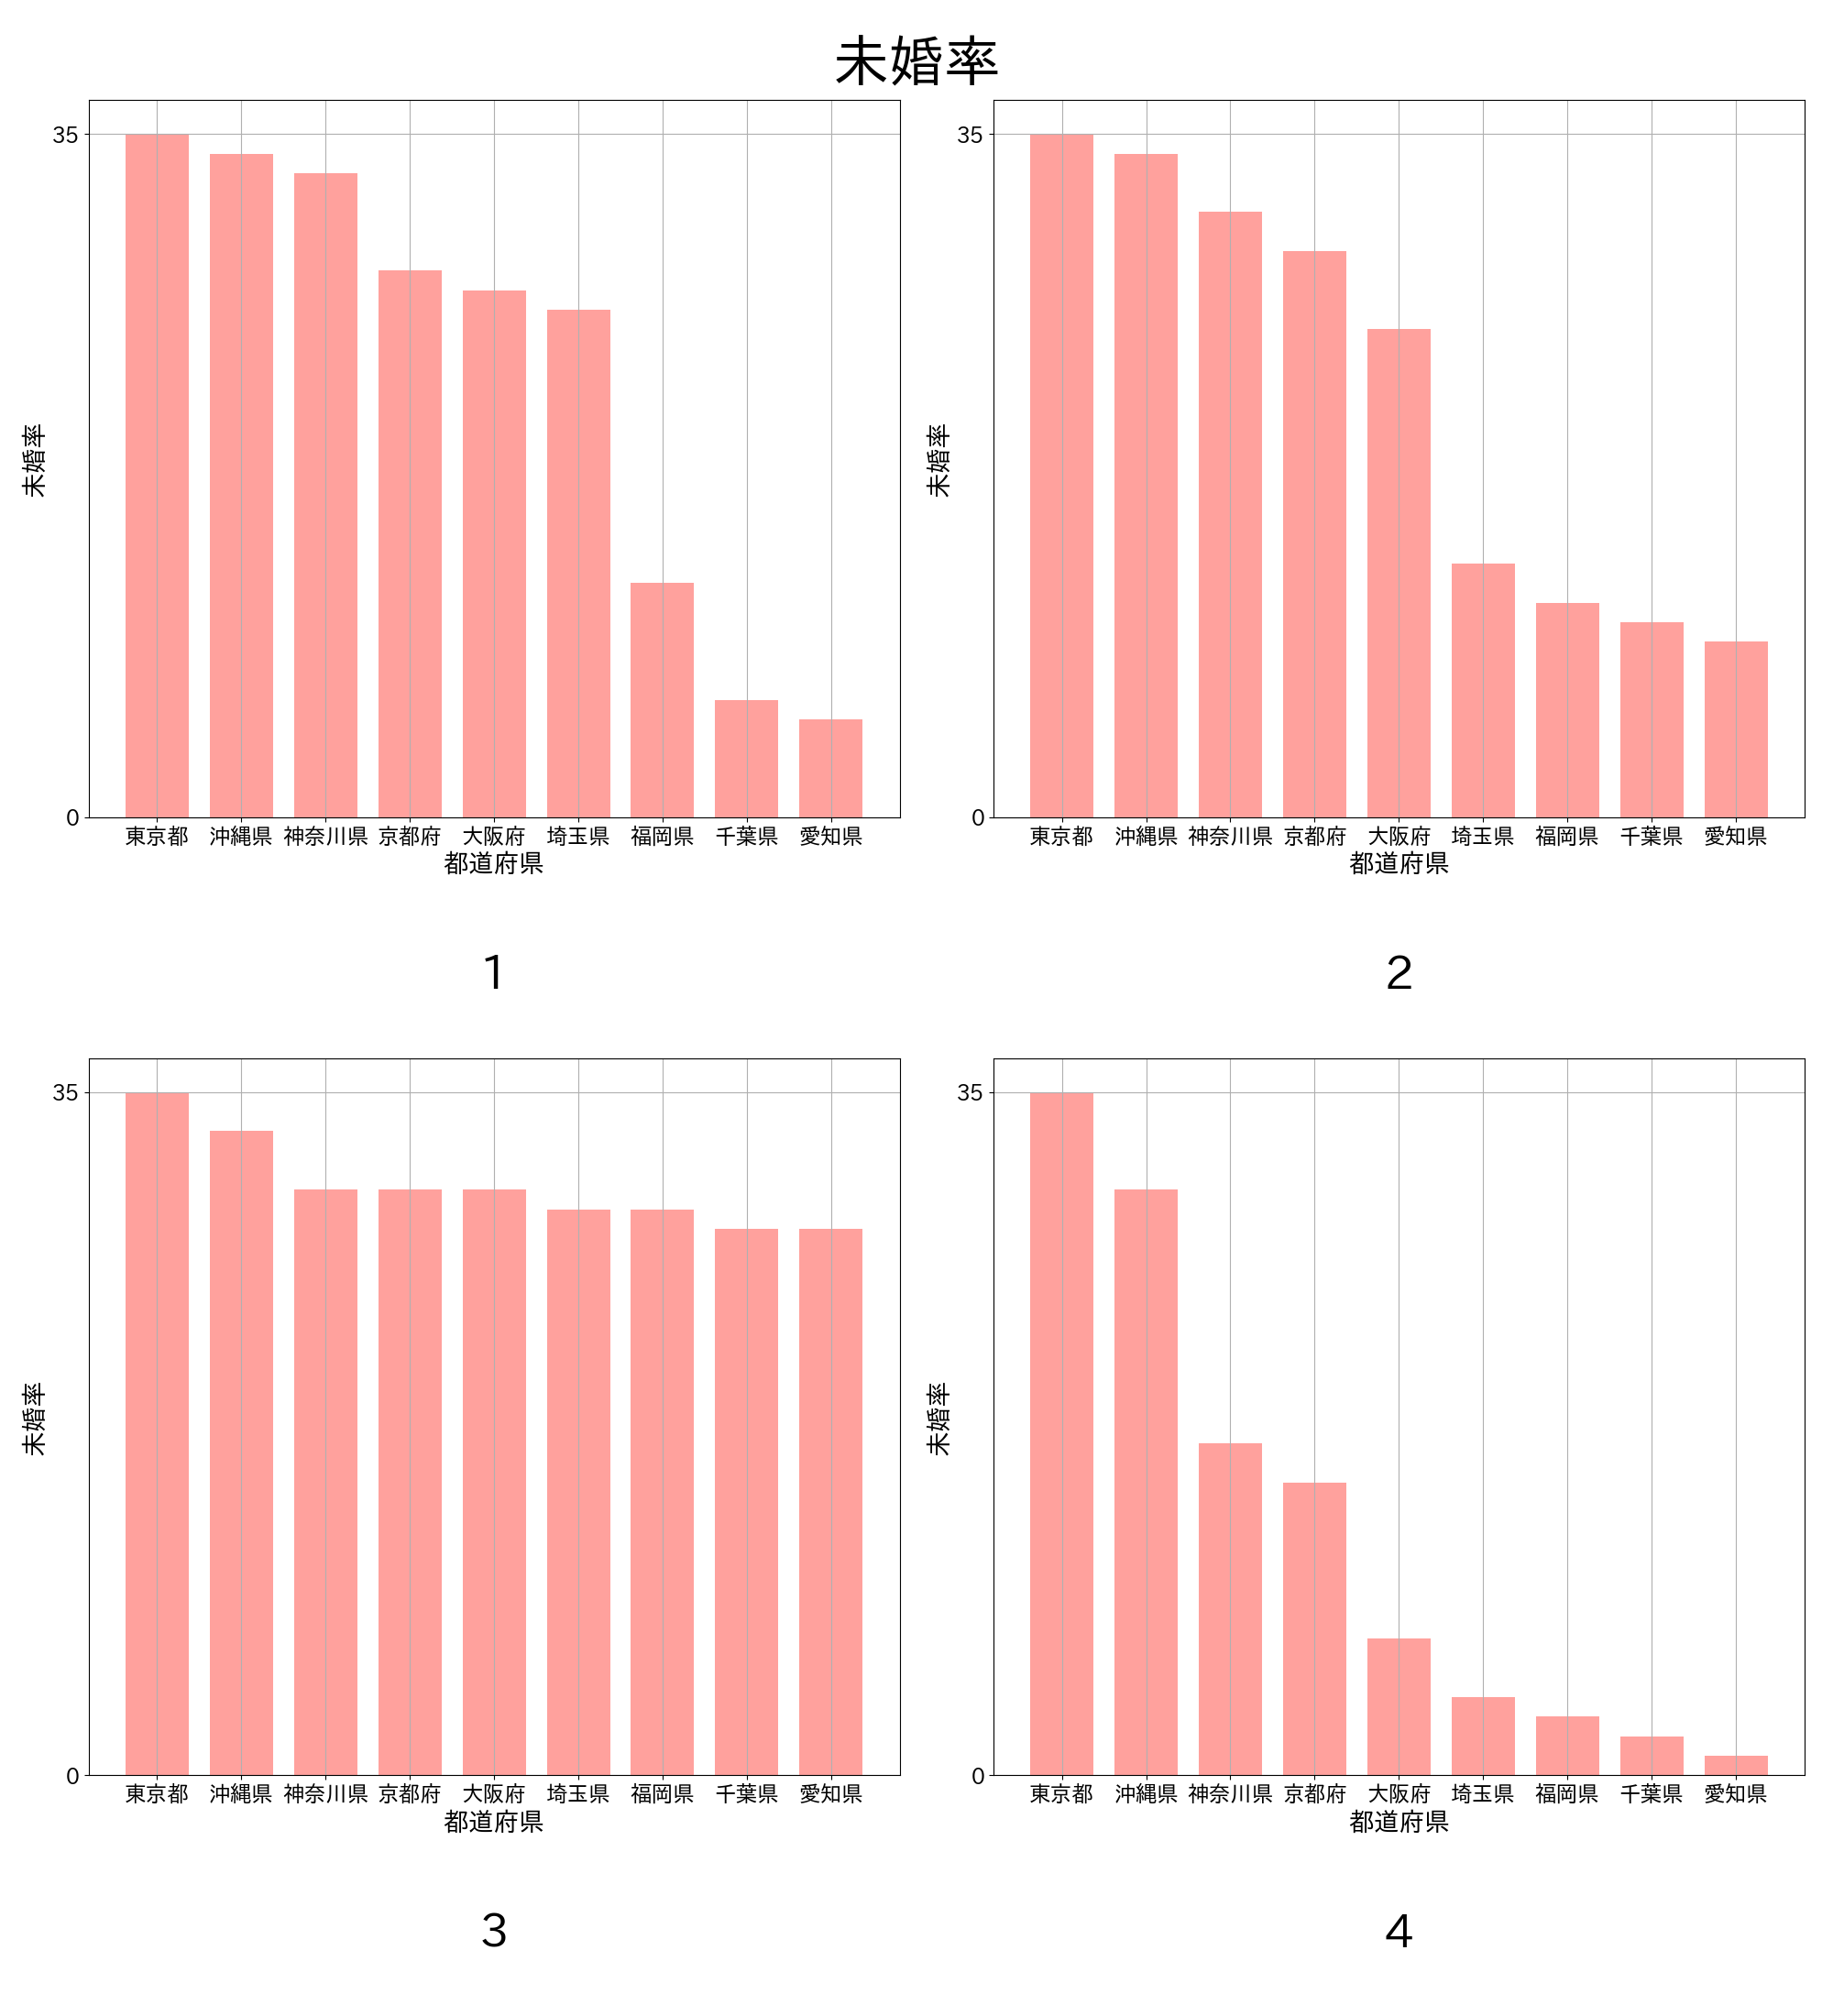 未婚率
35
0
未婚率
東京都 沖縄県 神奈川県 京都府 大阪府 埼玉県 福岡県 千葉県 愛知県
都道府県
1
35
0
未婚率
東京都 沖縄県 神奈川県 京都府 大阪府 埼玉県 福岡県 千葉県 愛知県
都道府県
2
35
0
未婚率
東京都 沖縄県 神奈川県 京都府 大阪府 埼玉県 福岡県 千葉県 愛知県
都道府県
3
35
0
未婚率
東京都 沖縄県 神奈川県 京都府 大阪府 埼玉県 福岡県 千葉県 愛知県
都道府県
4